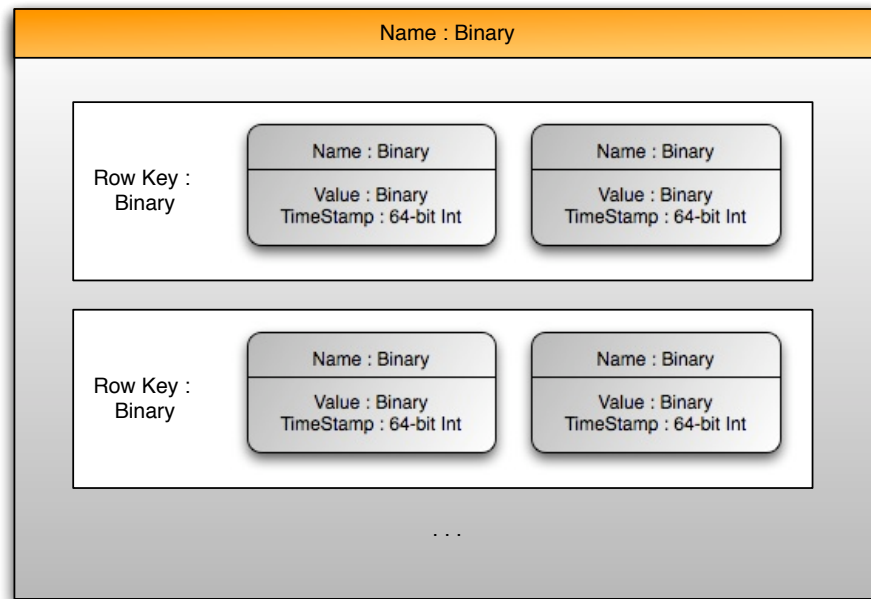 Name : Binary
Row Key :
Binary
Name : Binary
Value : Binary
TimeStamp : 64-bit Int
Name : Binary
Value : Binary
TimeStamp : 64-bit Int
Row Key :
Binary
Name : Binary
Value : Binary
TimeStamp : 64-bit Int
Name : Binary
Value : Binary
TimeStamp : 64-bit Int
. . .